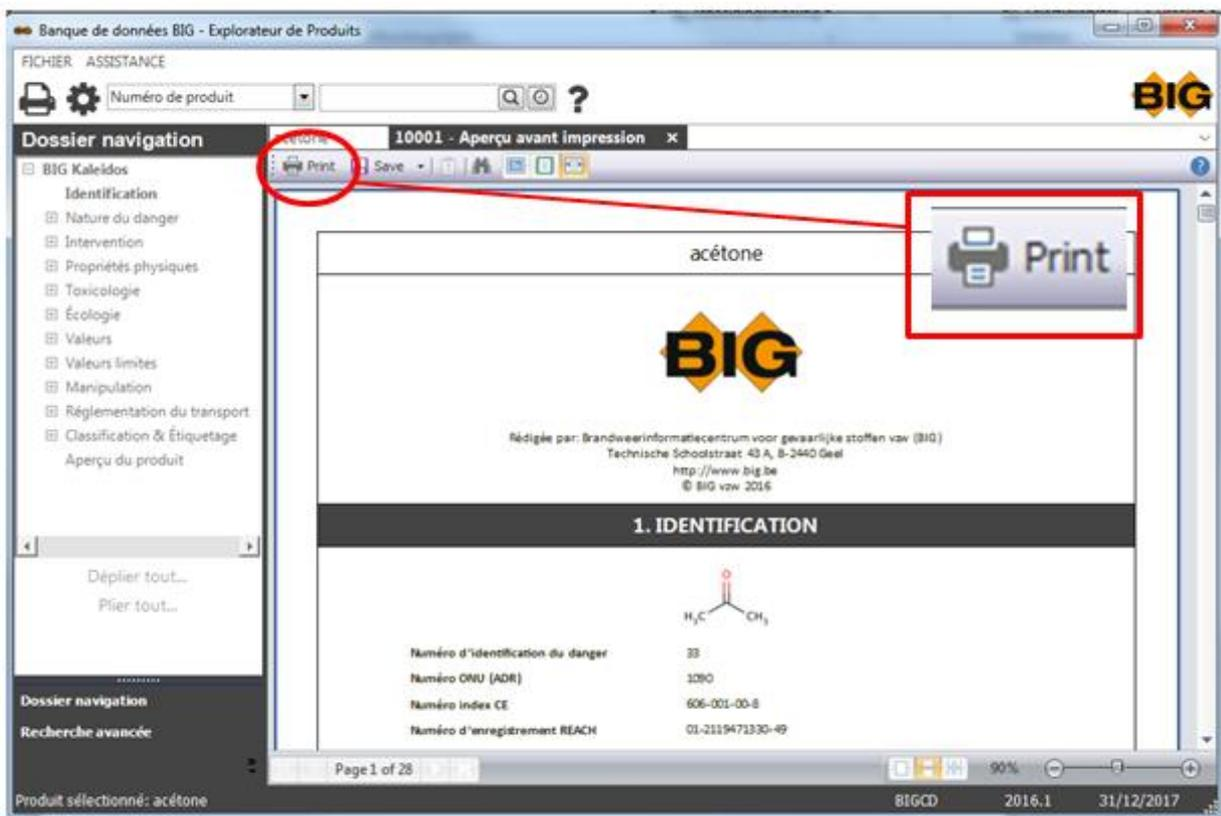 Banque de données BIG - Explorateur de Produits
FICHIER ASSISTANCE
Numéro de produit
?
BIG
Dossier navigation
10001 - Aperçu avant impression x
Print Save
BIG Kaleidos
Identification
Nature du danger
Intervention
Propriétés physiques
Toxicologie
Écologie
Valeurs
Valeurs limites
Manipulation
Réglementation du transport
Classification & Étiquetage
Aperçu du produit
Déplier tout...
Plier tout...
Dossier navigation
Recherche avancée
acétone
Print
BIG
Rédigée par: Brandweerinformatiecentrum voor gevaarlijke stoffen vzw (BIG)
Technische Schoolstraat 43 A, B-2440 Geel
http://www.big.be
© BIG vzw 2016
1. IDENTIFICATION
O
H₃C CH₃
Numéro d'identification du danger 33
Numéro ONU (ADR) 1090
Numéro index CE 606-001-00-8
Numéro d'enregistrement REACH 01-2119471330-49
Page 1 of 28
90%
Produit sélectionné: acétone
BIGCD 2016.1 31/12/2017